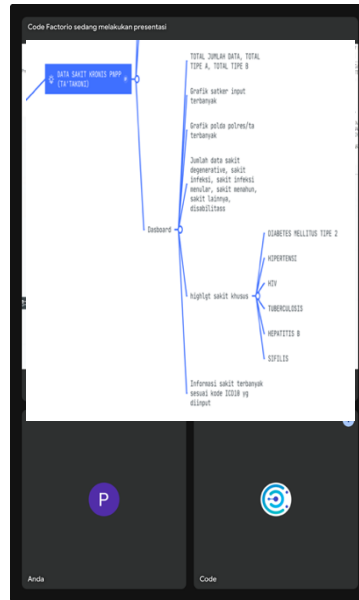 Code Factorio sedang melakukan presentasi
DATA SAKIT KRONIS PNPP
(TA'TAKONI)
TOTAL JUMLAH DATA, TOTAL
TIPE A, TOTAL TIPE B
Grafik satker input
terbanyak
Grafik polda polres/ta
terbanyak
Jumlah data sakit
degenerative, sakit
infeksi, sakit infeksi
menular, sakit menahun,
sakit lainnya,
disabilitass
Dasboard
highlgt sakit khusus
DIABETES MELLITUS TIPE 2
HIPERTENSI
HIV
TUBERCULOSIS
HEPATITIS B
SIFILIS
Informasi sakit terbanyak
sesuai kode ICD10 yg
diinput
P
Anda
Code